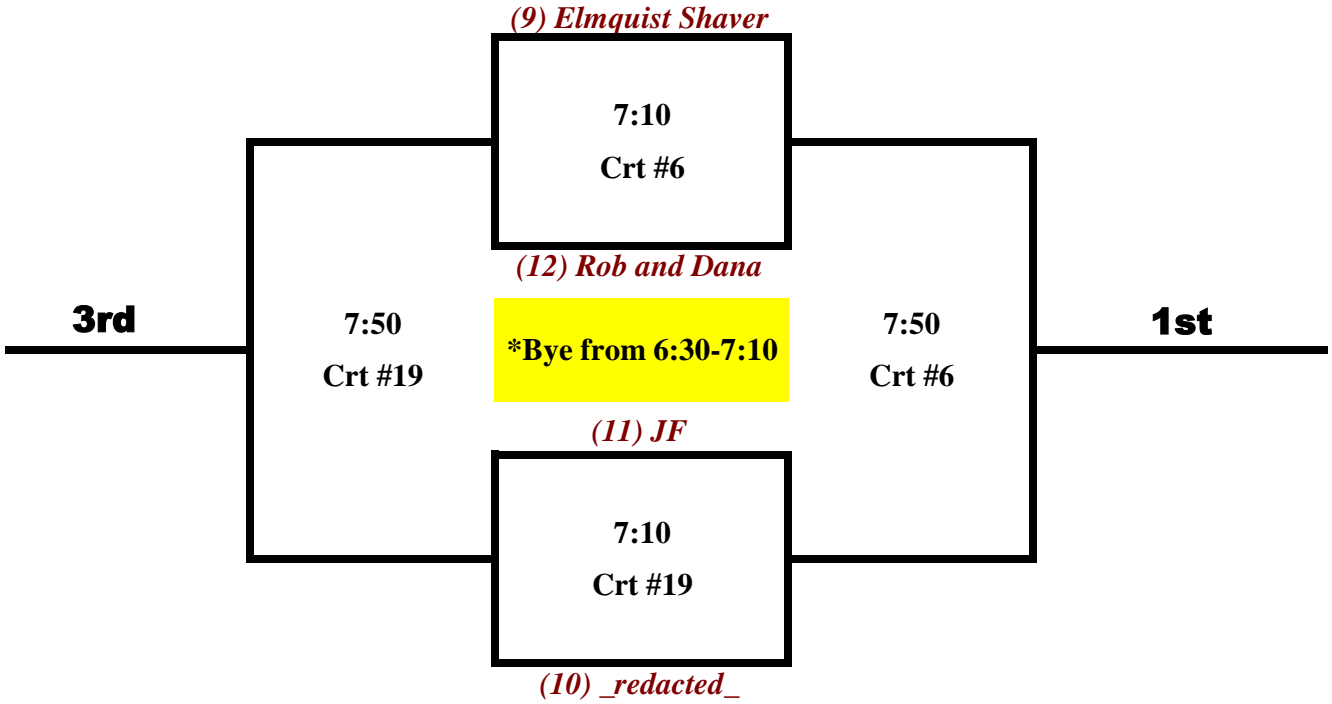 (9) Elmquist Shaver
7:10
Crt #6
(12) Rob and Dana
3rd
7:50
Crt #19
*Bye from 6:30-7:10
7:50
Crt #6
1st
(11) JF
7:10
Crt #19
(10) _redacted_